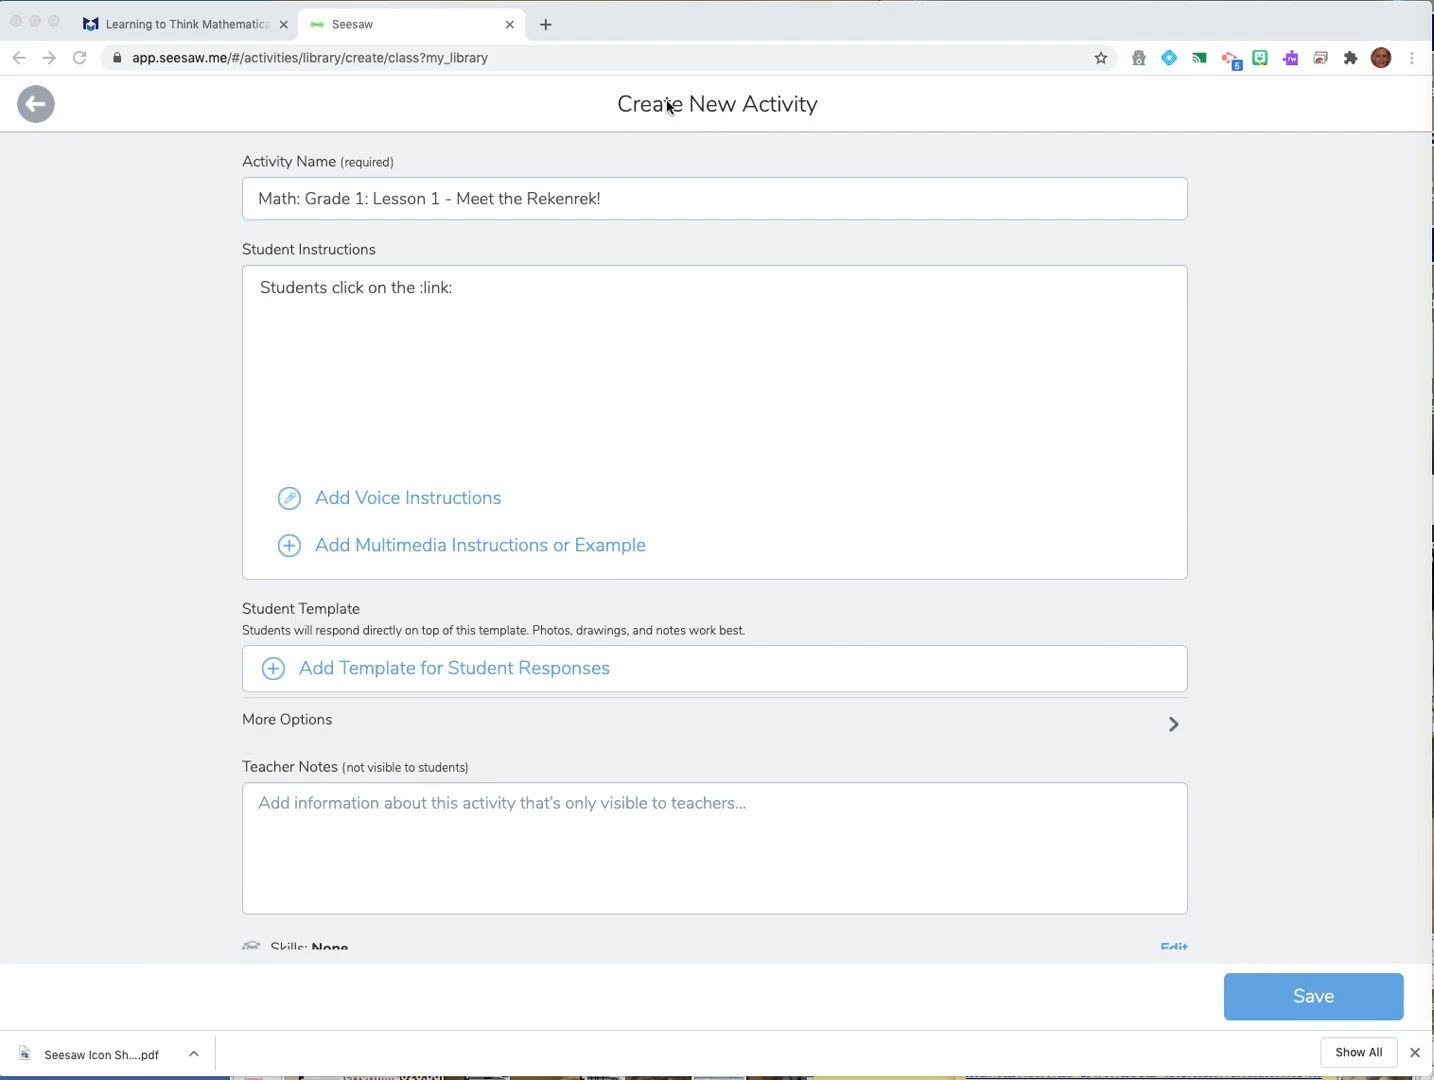 Learning to Think Mathematica
Seesaw
app.seesaw.me/#/activities/library/create/class?my_library
5
rw
Create New Activity
Activity Name (required)
Math: Grade 1: Lesson 1 - Meet the Rekenrek!
Student Instructions
Students click on the :link:
Add Voice Instructions
Add Multimedia Instructions or Example
Student Template
Students will respond directly on top of this template. Photos, drawings, and notes work best.
Add Template for Student Responses
More Options
Teacher Notes (not visible to students)
Add information about this activity that's only visible to teachers...
Skills: None
Edit
Save
Seesaw Icon Sh....pdf
Show All